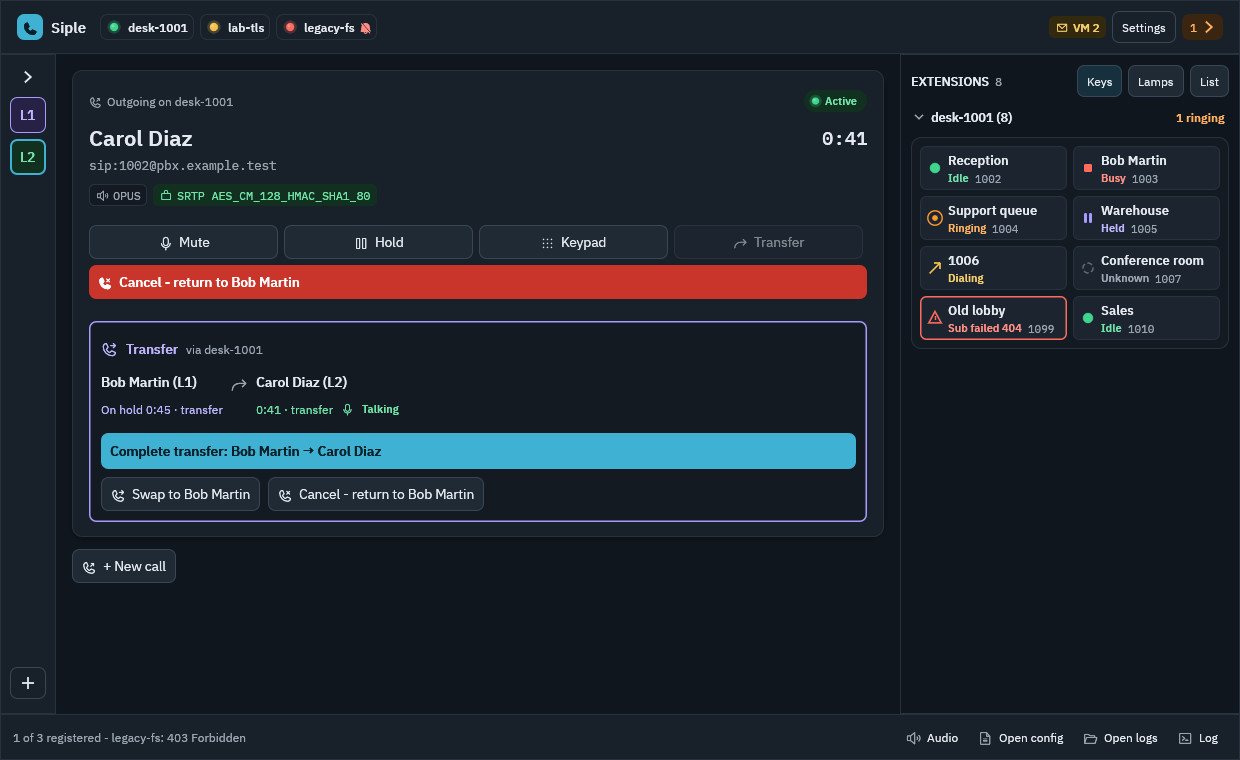 Siple
desk-1001
lab-tls
legacy-fs
VM 2
Settings
1
L1
L2
Outgoing on desk-1001
Active
Carol Diaz
0:41
sip:1002@pbx.example.test
OPUS
SRTP AES_CM_128_HMAC_SHA1_80
Mute
Hold
Keypad
Transfer
Cancel - return to Bob Martin
Transfer via desk-1001
Bob Martin (L1)
Carol Diaz (L2)
On hold 0:45 · transfer
0:41 · transfer
Talking
Complete transfer: Bob Martin → Carol Diaz
Swap to Bob Martin
Cancel - return to Bob Martin
+ New call
EXTENSIONS 8
Keys
Lamps
List
desk-1001 (8)
1 ringing
Reception
Idle 1002
Bob Martin
Busy 1003
Support queue
Ringing 1004
Warehouse
Held 1005
1006
Dialing
Conference room
Unknown 1007
Old lobby
Sub failed 404 1099
Sales
Idle 1010
1 of 3 registered - legacy-fs: 403 Forbidden
Audio
Open config
Open logs
Log